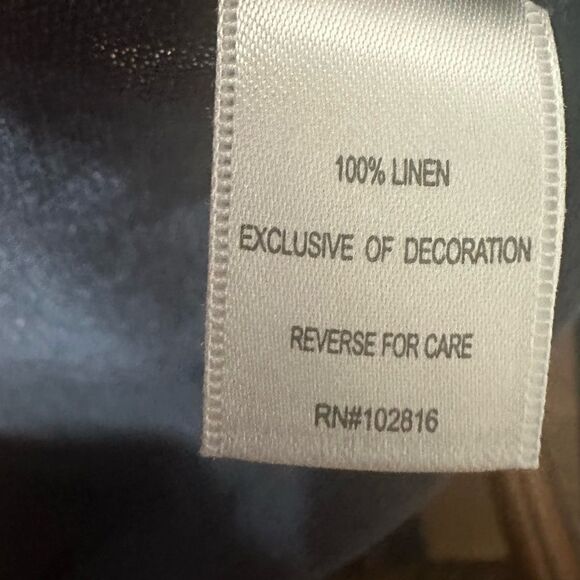 100% LINEN
EXCLUSIVE OF DECORATION
REVERSE FOR CARE
RN#102816